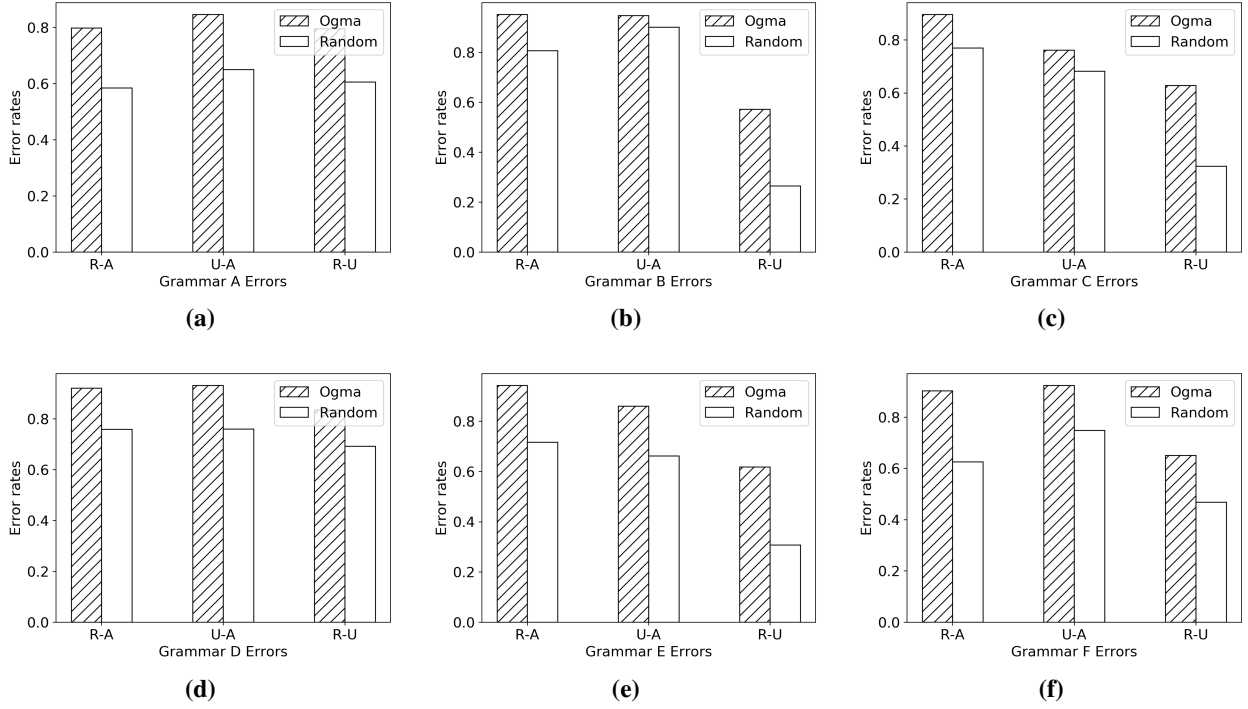 Error rates
0.8
0.6
0.4
0.2
0.0
Ogma
Random
R-A U-A R-U
Grammar A Errors
(a)
Error rates
0.8
0.6
0.4
0.2
0.0
Ogma
Random
R-A U-A R-U
Grammar B Errors
(b)
Error rates
0.8
0.6
0.4
0.2
0.0
Ogma
Random
R-A U-A R-U
Grammar C Errors
(c)
Error rates
0.8
0.6
0.4
0.2
0.0
Ogma
Random
R-A U-A R-U
Grammar D Errors
(d)
Error rates
0.8
0.6
0.4
0.2
0.0
Ogma
Random
R-A U-A R-U
Grammar E Errors
(e)
Error rates
0.8
0.6
0.4
0.2
0.0
Ogma
Random
R-A U-A R-U
Grammar F Errors
(f)